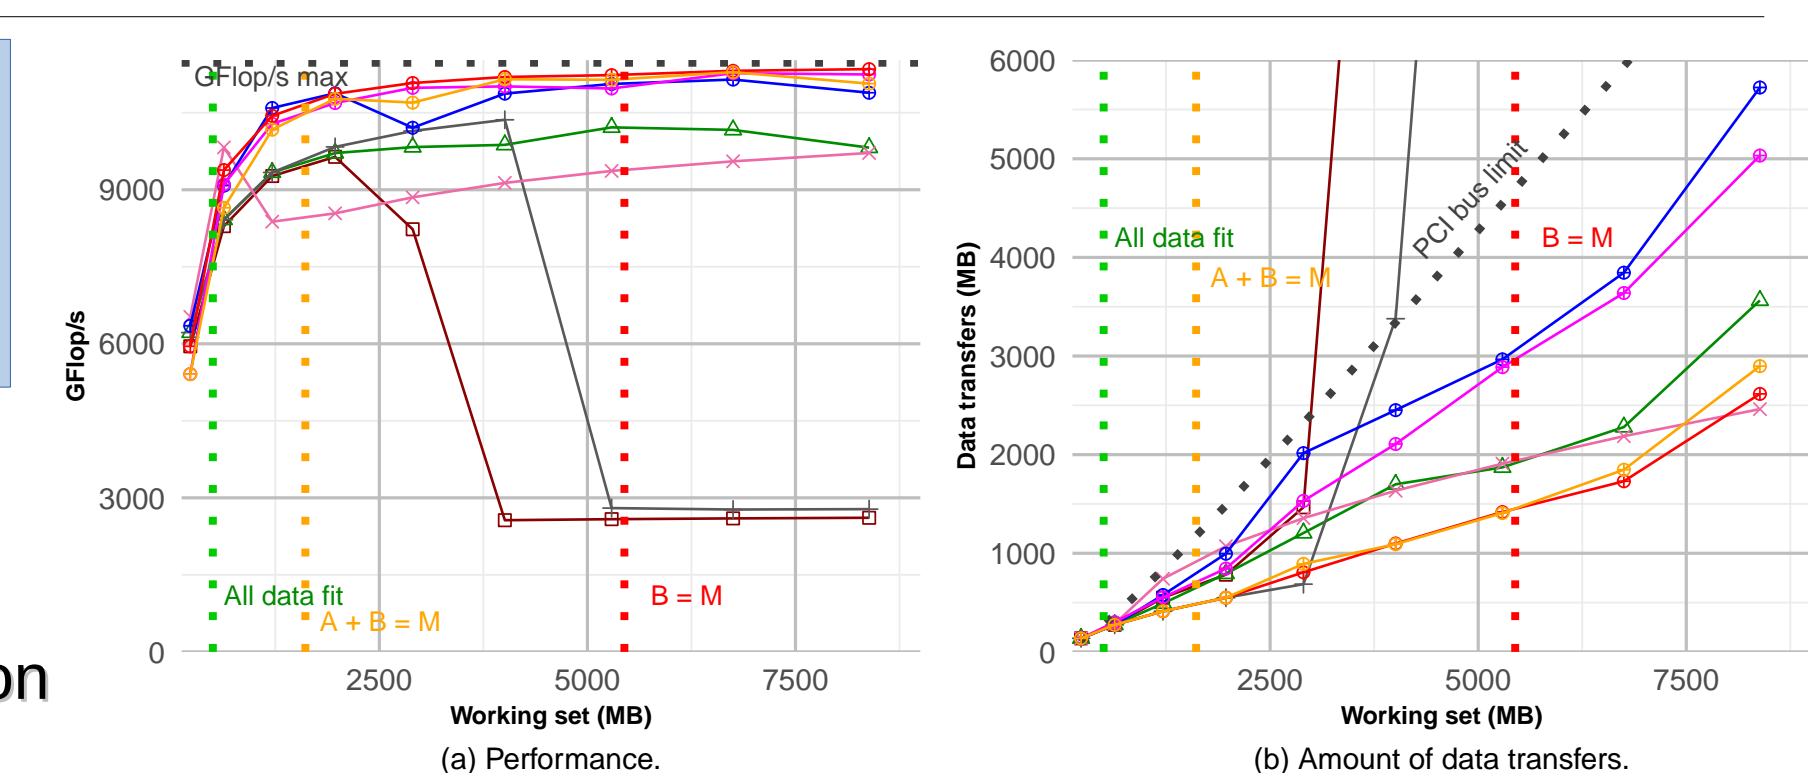 GFlop/s max
9000
6000
3000
0
GFlop/s
All data fit
A + B = M
B = M
2500
5000
7500
Working set (MB)
(a) Performance.
6000
5000
4000
3000
2000
1000
0
Data transfers (MB)
PCI bus limit
All data fit
A + B = M
B = M
2500
5000
7500
Working set (MB)
(b) Amount of data transfers.
on